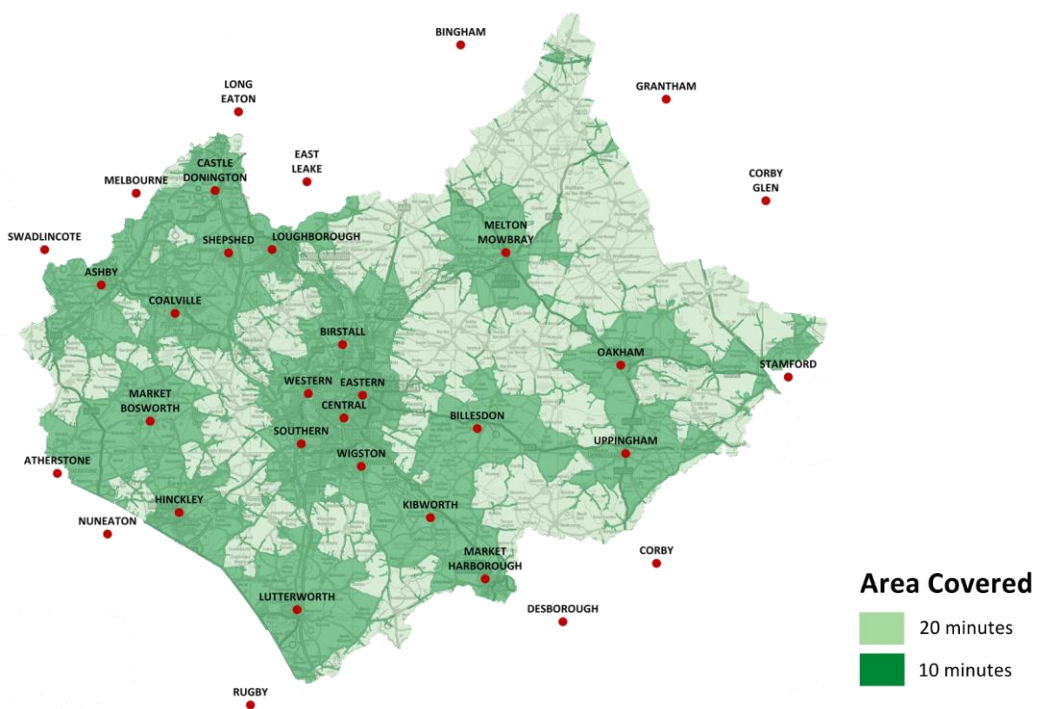 BINGHAM
GRANTHAM
LONG
EATON
EAST
LEAKE
CASTLE
DONINGTON
MELBOURNE
CORBY
GLEN
SWADLINCOTE
SHEPSHED
LOUGHBOROUGH
MELTON
MOWBRAY
ASHBY
COALVILLE
BIRSTALL
OAKHAM
STAMFORD
WESTERN
EASTERN
MARKET
BOSWORTH
CENTRAL
BILLESDON
SOUTHERN
UPPINGHAM
WIGSTON
ATHERSTONE
HINCKLEY
KIBWORTH
NUNEATON
CORBY
MARKET
HARBOROUGH
LUTTERWORTH
DESBOROUGH
RUGBY
Area Covered
20 minutes
10 minutes